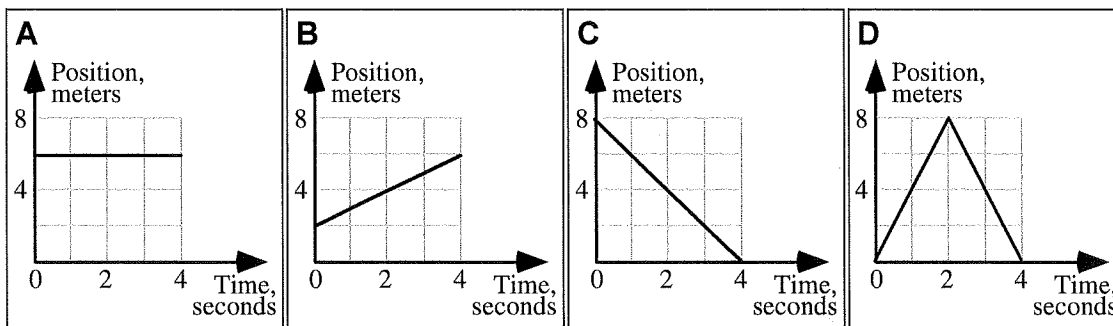 A
Position,
meters
8
4
0
2
4
Time,
seconds
B
Position,
meters
8
4
0
2
4
Time,
seconds
C
Position,
meters
8
4
0
2
4
Time,
seconds
D
Position,
meters
8
4
0
2
4
Time,
seconds